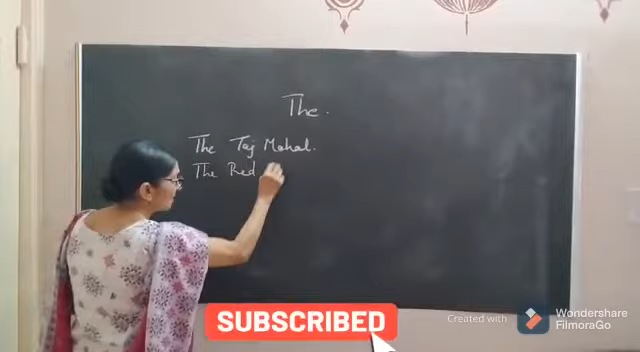 The.
The Taj Mahal.
The Red
SUBSCRIBED
Created with
Wondershare
FilmoraGo